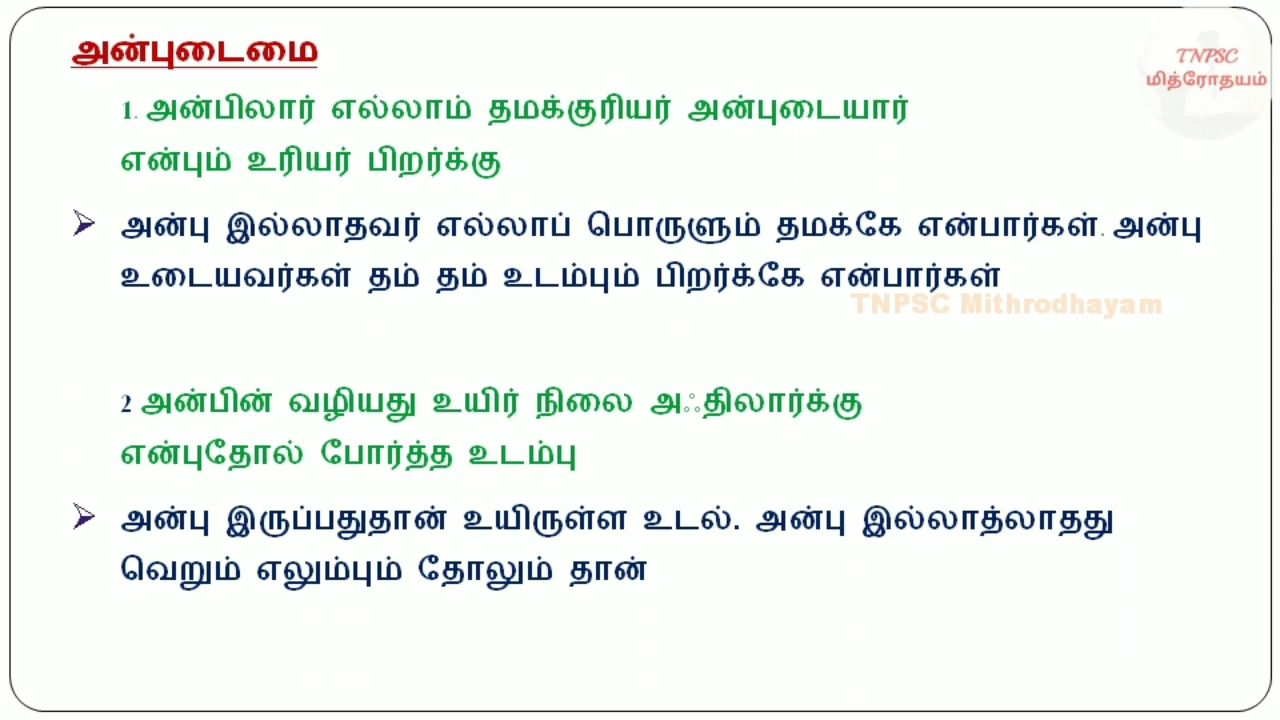 அன்புடைமை
TNPSC
மித்ரோதயம்
1. அன்பிலார் எல்லாம் தமக்குரியர் அன்புடையார்
என்பும் உரியர் பிறர்க்கு
➢ அன்பு இல்லாதவர் எல்லாப் பொருளும் தமக்கே என்பார்கள். அன்பு
உடையவர்கள் தம் தம் உடம்பும் பிறர்க்கே என்பார்கள்
TNPSC Mithrodhayam
2 அன்பின் வழியது உயிர் நிலை அஃதிலார்க்கு
என்புதோல் போர்த்த உடம்பு
➢ அன்பு இருப்பதுதான் உயிருள்ள உடல். அன்பு இல்லாத்லாதது
வெறும் எலும்பும் தோலும் தான்